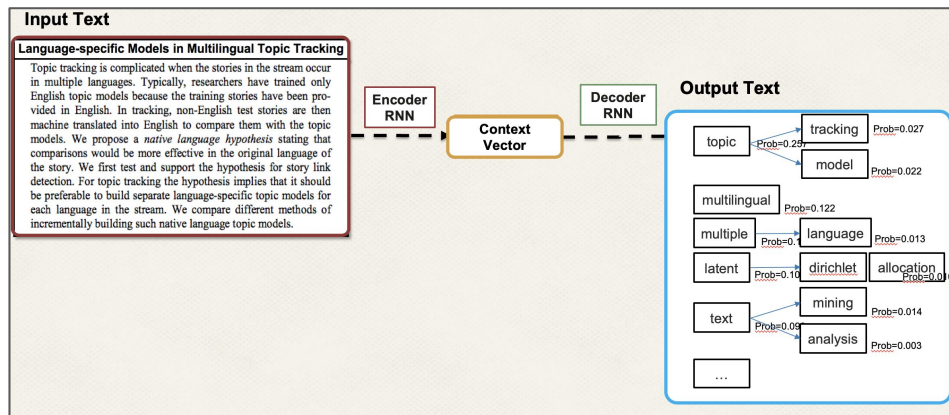 Input Text
Language-specific Models in Multilingual Topic Tracking
Topic tracking is complicated when the stories in the stream occur
in multiple languages. Typically, researchers have trained only
English topic models because the training stories have been pro-
vided in English. In tracking, non-English test stories are then
machine translated into English to compare them with the topic
models. We propose a native language hypothesis stating that
comparisons would be more effective in the original language of
the story. We first test and support the hypothesis for story link
detection. For topic tracking the hypothesis implies that it should
be preferable to build separate language-specific topic models for
each language in the stream. We compare different methods of
incrementally building such native language topic models.
Encoder
RNN
Context
Vector
Decoder
RNN
Output Text
topic
Prob=0.257
tracking
Prob=0.027
model
Prob=0.022
multilingual
Prob=0.122
multiple
language
Prob=0.013
latent
dirichlet
allocation
text
mining
Prob=0.014
analysis
Prob=0.003
…